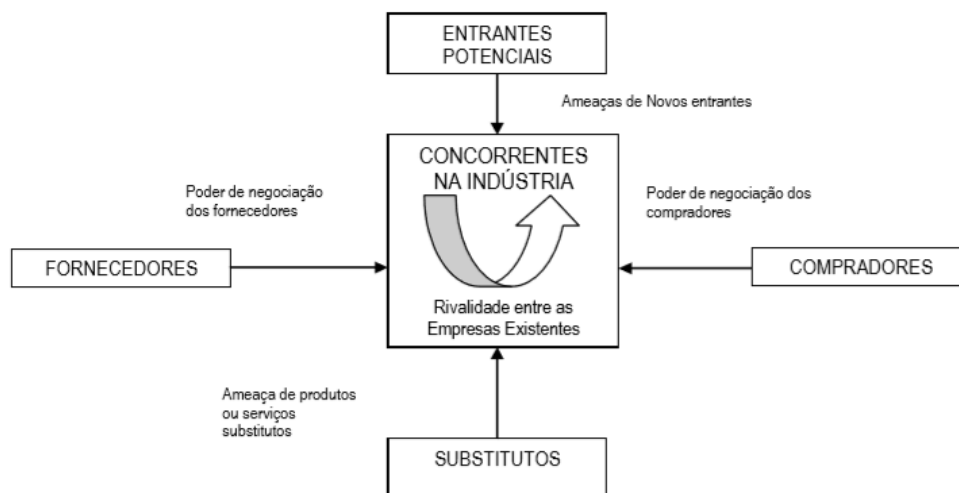 ENTRANTES
POTENCIAIS
Ameaças de Novos entrantes
CONCORRENTES
NA INDÚSTRIA
Poder de negociação
dos fornecedores
Poder de negociação dos
compradores
FORNECEDORES
COMPRADORES
Rivalidade entre as
Empresas Existentes
Ameaça de produtos
ou serviços
substitutos
SUBSTITUTOS